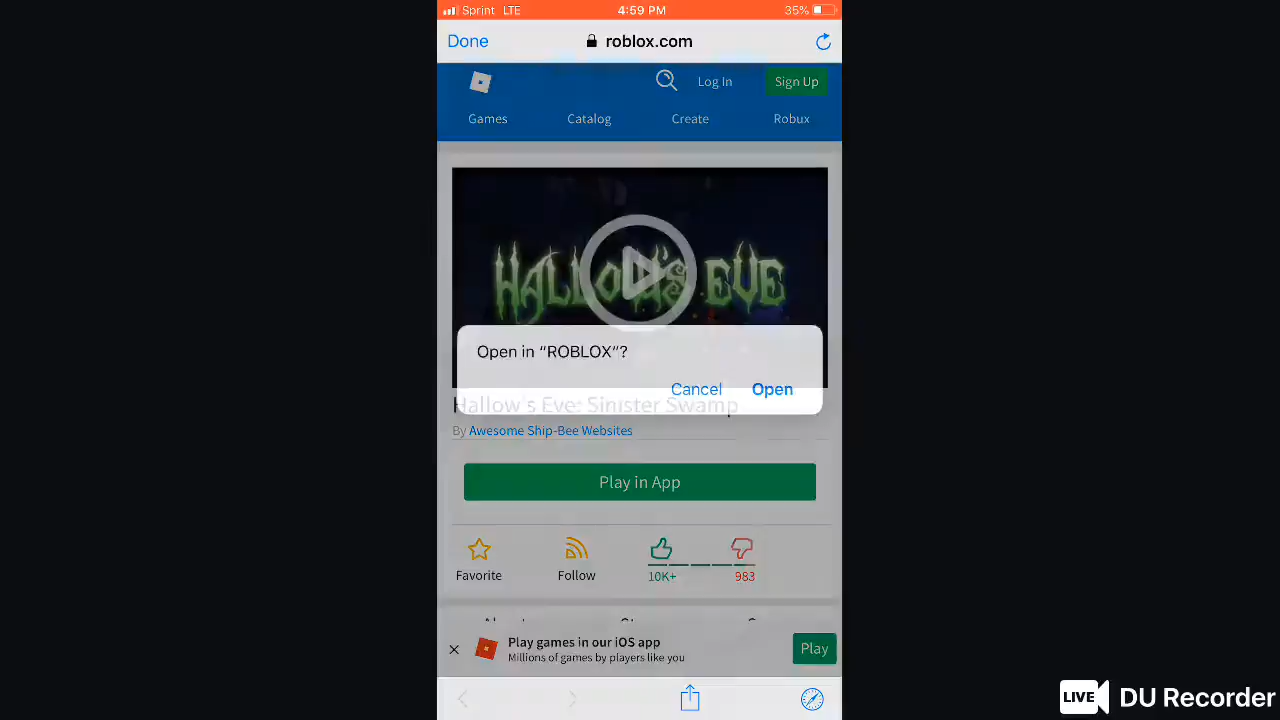 Sprint LTE 4:59 PM 35%
Done roblox.com
Log In Sign Up
Games Catalog Create Robux
HALLOW'S EVE
Open in “ROBLOX”?
Cancel Open
Hallow's Eve: Sinister Swamp
By Awesome Ship-Bee Websites
Play in App
Favorite Follow 10K+ 983
Play games in our iOS app
Millions of games by players like you
Play
LIVE DU Recorder